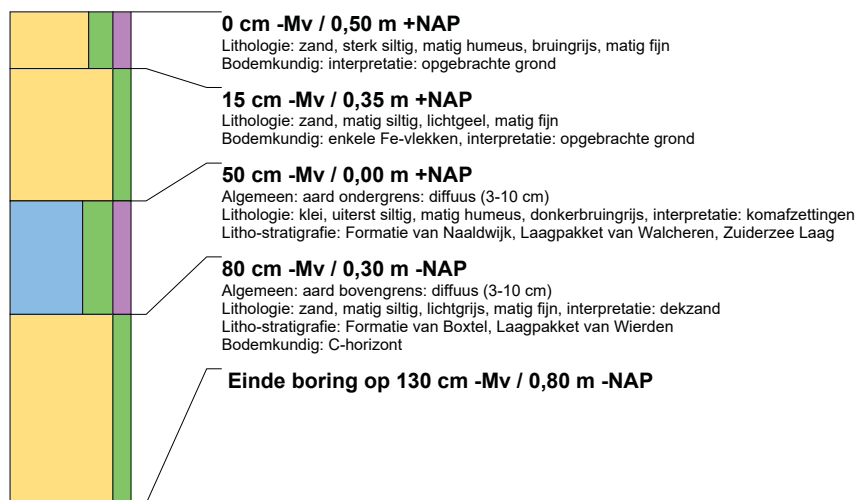 0 cm -Mv / 0,50 m +NAP
Lithologie: zand, sterk siltig, matig humeus, bruingrijs, matig fijn
Bodemkundig: interpretatie: opgebrachte grond
15 cm -Mv / 0,35 m +NAP
Lithologie: zand, matig siltig, lichtgeel, matig fijn
Bodemkundig: enkele Fe-vlekken, interpretatie: opgebrachte grond
50 cm -Mv / 0,00 m +NAP
Algemeen: aard ondergrens: diffuus (3-10 cm)
Lithologie: klei, uiterst siltig, matig humeus, donkerbruingrijs, interpretatie: komafzettingen
Litho-stratigrafie: Formatie van Naaldwijk, Laagpakket van Walcheren, Zuiderzee Laag
80 cm -Mv / 0,30 m -NAP
Algemeen: aard bovengrens: diffuus (3-10 cm)
Lithologie: zand, matig siltig, lichtgrijs, matig fijn, interpretatie: dekzand
Litho-stratigrafie: Formatie van Boxtel, Laagpakket van Wierden
Bodemkundig: C-horizont
Einde boring op 130 cm -Mv / 0,80 m -NAP